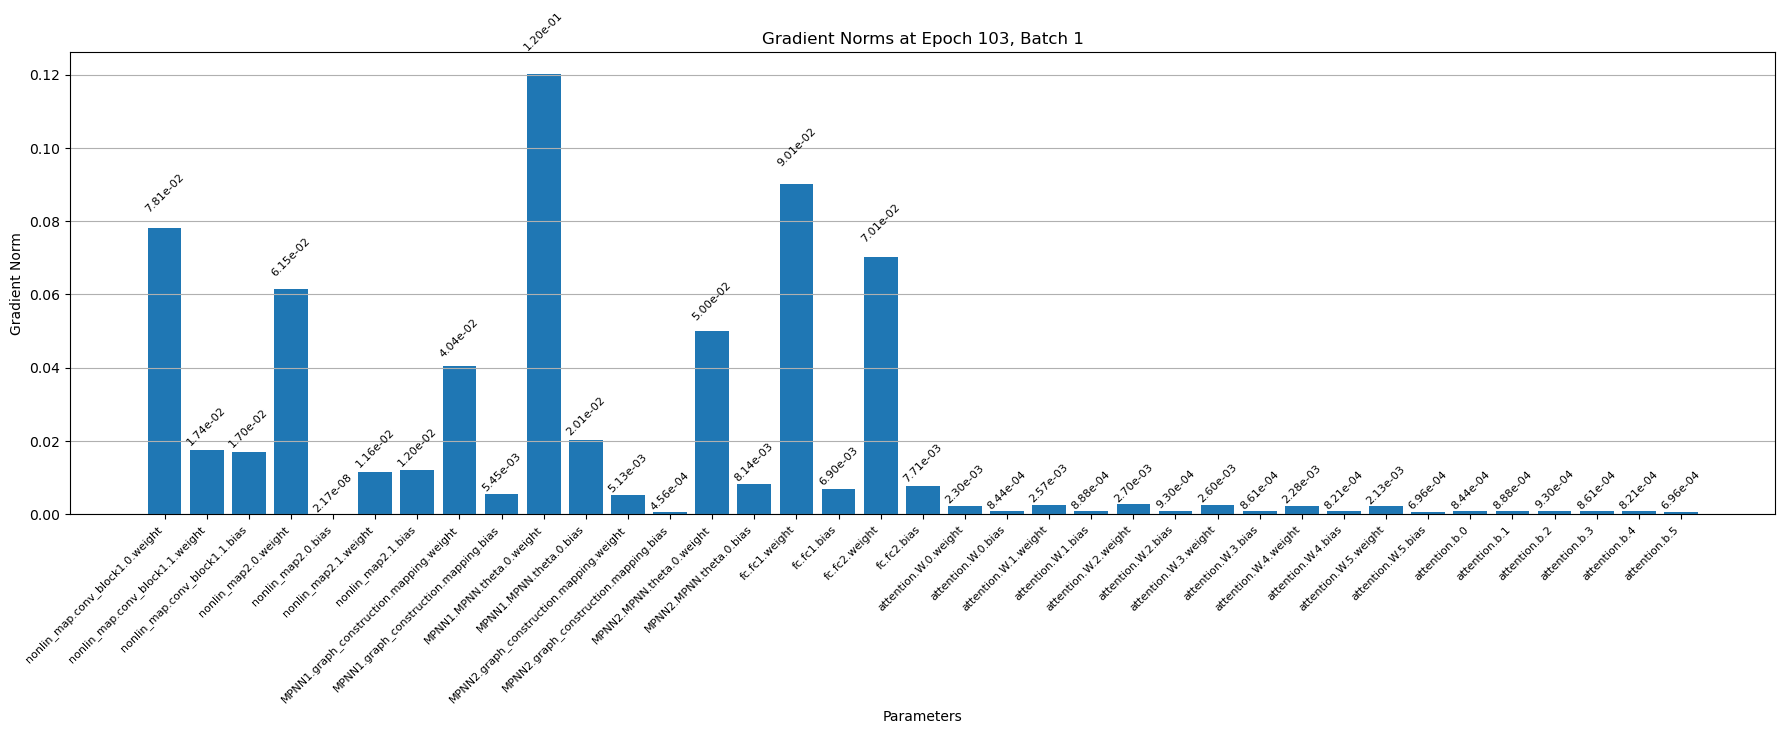 Gradient Norms at Epoch 103, Batch 1
Gradient Norm
0.12
0.10
0.08
0.06
0.04
0.02
0.00
7.81e-02
1.74e-02
1.70e-02
6.15e-02
2.17e-08
1.16e-02
1.20e-02
4.04e-02
5.45e-03
1.20e-01
2.01e-02
5.13e-03
4.56e-04
5.00e-02
8.14e-03
9.01e-02
6.90e-03
7.01e-02
7.71e-03
2.30e-03
8.44e-04
2.57e-03
8.88e-04
2.70e-03
9.30e-04
2.60e-03
8.61e-04
2.28e-03
8.21e-04
2.13e-03
6.96e-04
8.44e-04
8.88e-04
9.30e-04
8.61e-04
8.21e-04
6.96e-04
nonlin_map.conv_block1.0.weight
nonlin_map.conv_block1.1.weight
nonlin_map.conv_block1.1.bias
nonlin_map2.0.weight
nonlin_map2.0.bias
nonlin_map2.1.weight
nonlin_map2.1.bias
MPNN1.graph_construction.mapping.weight
MPNN1.graph_construction.mapping.bias
MPNN1.MPNN.theta.0.weight
MPNN1.MPNN.theta.0.bias
MPNN2.graph_construction.mapping.weight
MPNN2.graph_construction.mapping.bias
MPNN2.MPNN.theta.0.weight
MPNN2.MPNN.theta.0.bias
fc.fc1.weight
fc.fc1.bias
fc.fc2.weight
fc.fc2.bias
attention.W.0.weight
attention.W.0.bias
attention.W.1.weight
attention.W.1.bias
attention.W.2.weight
attention.W.2.bias
attention.W.3.weight
attention.W.3.bias
attention.W.4.weight
attention.W.4.bias
attention.W.5.weight
attention.W.5.bias
attention.b.0
attention.b.1
attention.b.2
attention.b.3
attention.b.4
attention.b.5
Parameters